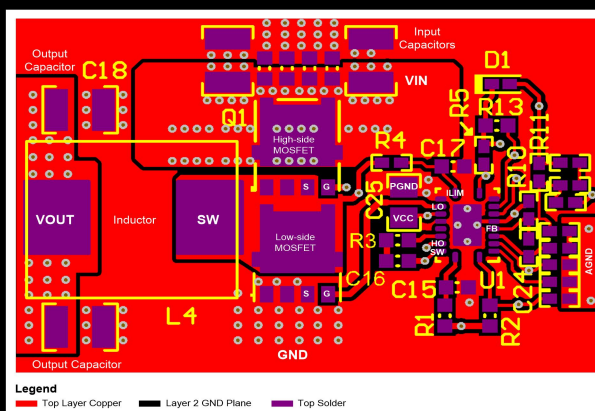 Output
Capacitor
C18
Input
Capacitors
VIN
D1
Q1
High-side
MOSFET
R5
R13
R4
C17
R10
R11
S
G
C25
PGND
ILIM
LO
VCC
VOUT
Inductor
SW
Low-side
MOSFET
R3
HO
SW
FB
AGND
C16
S
G
C15
U1
C24
L4
R1
R2
GND
Output Capacitor
Legend
Top Layer Copper
Layer 2 GND Plane
Top Solder